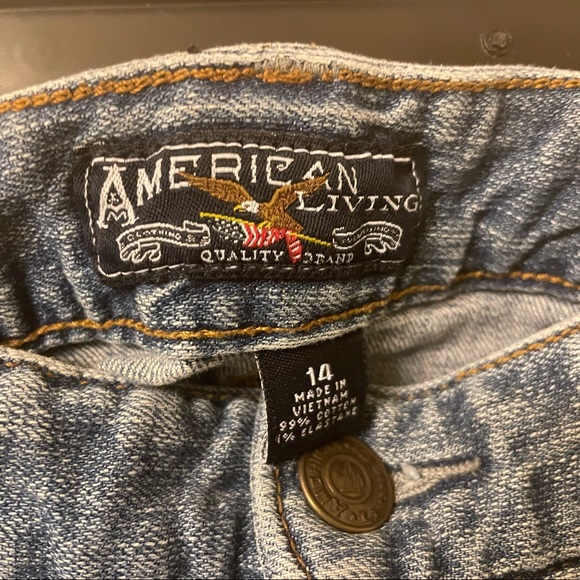 AMERICAN
LIVING
CLOTHING &
QUALITY BRAND
14
MADE IN
VIETNAM
99% COTTON
1% ELASTANE